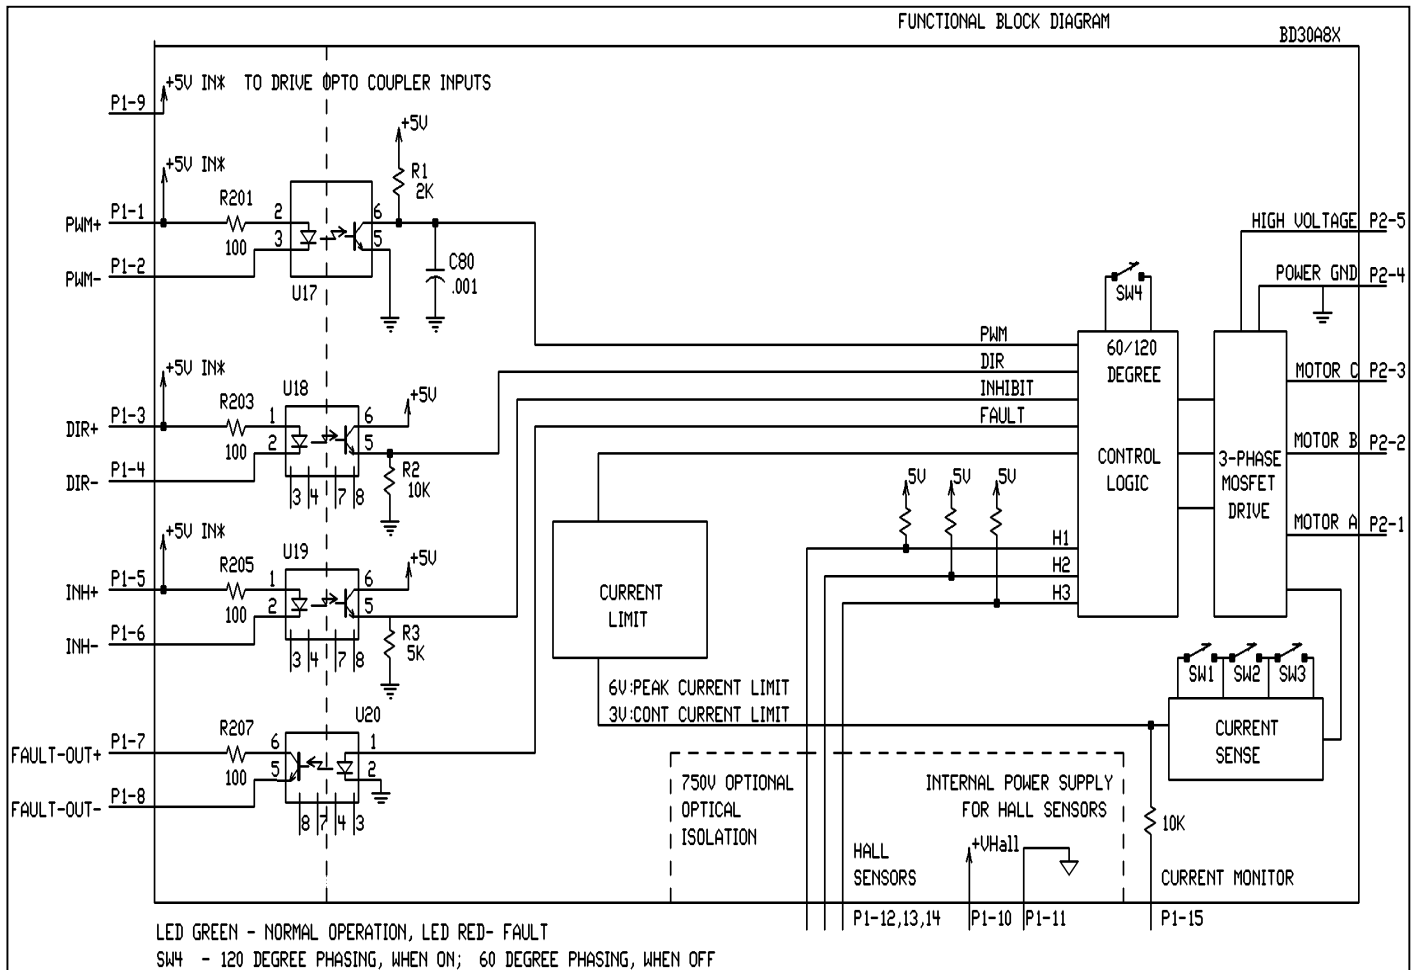 FUNCTIONAL BLOCK DIAGRAM
BD30A8X
+5V IN* TO DRIVE OPTO COUPLER INPUTS
P1-9
+5V
+5V IN*
R1
2K
R201
P1-1
2
6
HIGH VOLTAGE P2-5
PWM+
100
3
5
P1-2
C80
PWM-
.001
POWER GND P2-4
U17
SW4
PWM
60/120
DEGREE
+5V IN*
DIR
MOTOR C P2-3
U18
+5V
INHIBIT
R203
P1-3
1
6
FAULT
DIR+
100
2
5
MOTOR B P2-2
P1-4
R2
10K
CONTROL
LOGIC
3-PHASE
MOSFET
DRIVE
DIR-
3 4 7 8
5V 5V 5V
MOTOR A P2-1
+5V IN*
U19
+5V
H1
R205
P1-5
1
6
H2
INH+
100
2
5
CURRENT
LIMIT
H3
P1-6
R3
5K
INH-
3 4 7 8
SW1 SW2 SW3
6V:PEAK CURRENT LIMIT
3V:CONT CURRENT LIMIT
U20
R207
CURRENT
SENSE
P1-7
6
1
FAULT-OUT+
100
5
2
P1-8
FAULT-OUT-
8 7 4 3
750V OPTIONAL
OPTICAL
ISOLATION
INTERNAL POWER SUPPLY
FOR HALL SENSORS
10K
+VHall
HALL
SENSORS
CURRENT MONITOR
P1-12,13,14
P1-10
P1-11
P1-15
LED GREEN - NORMAL OPERATION, LED RED- FAULT
SW4 - 120 DEGREE PHASING, WHEN ON; 60 DEGREE PHASING, WHEN OFF